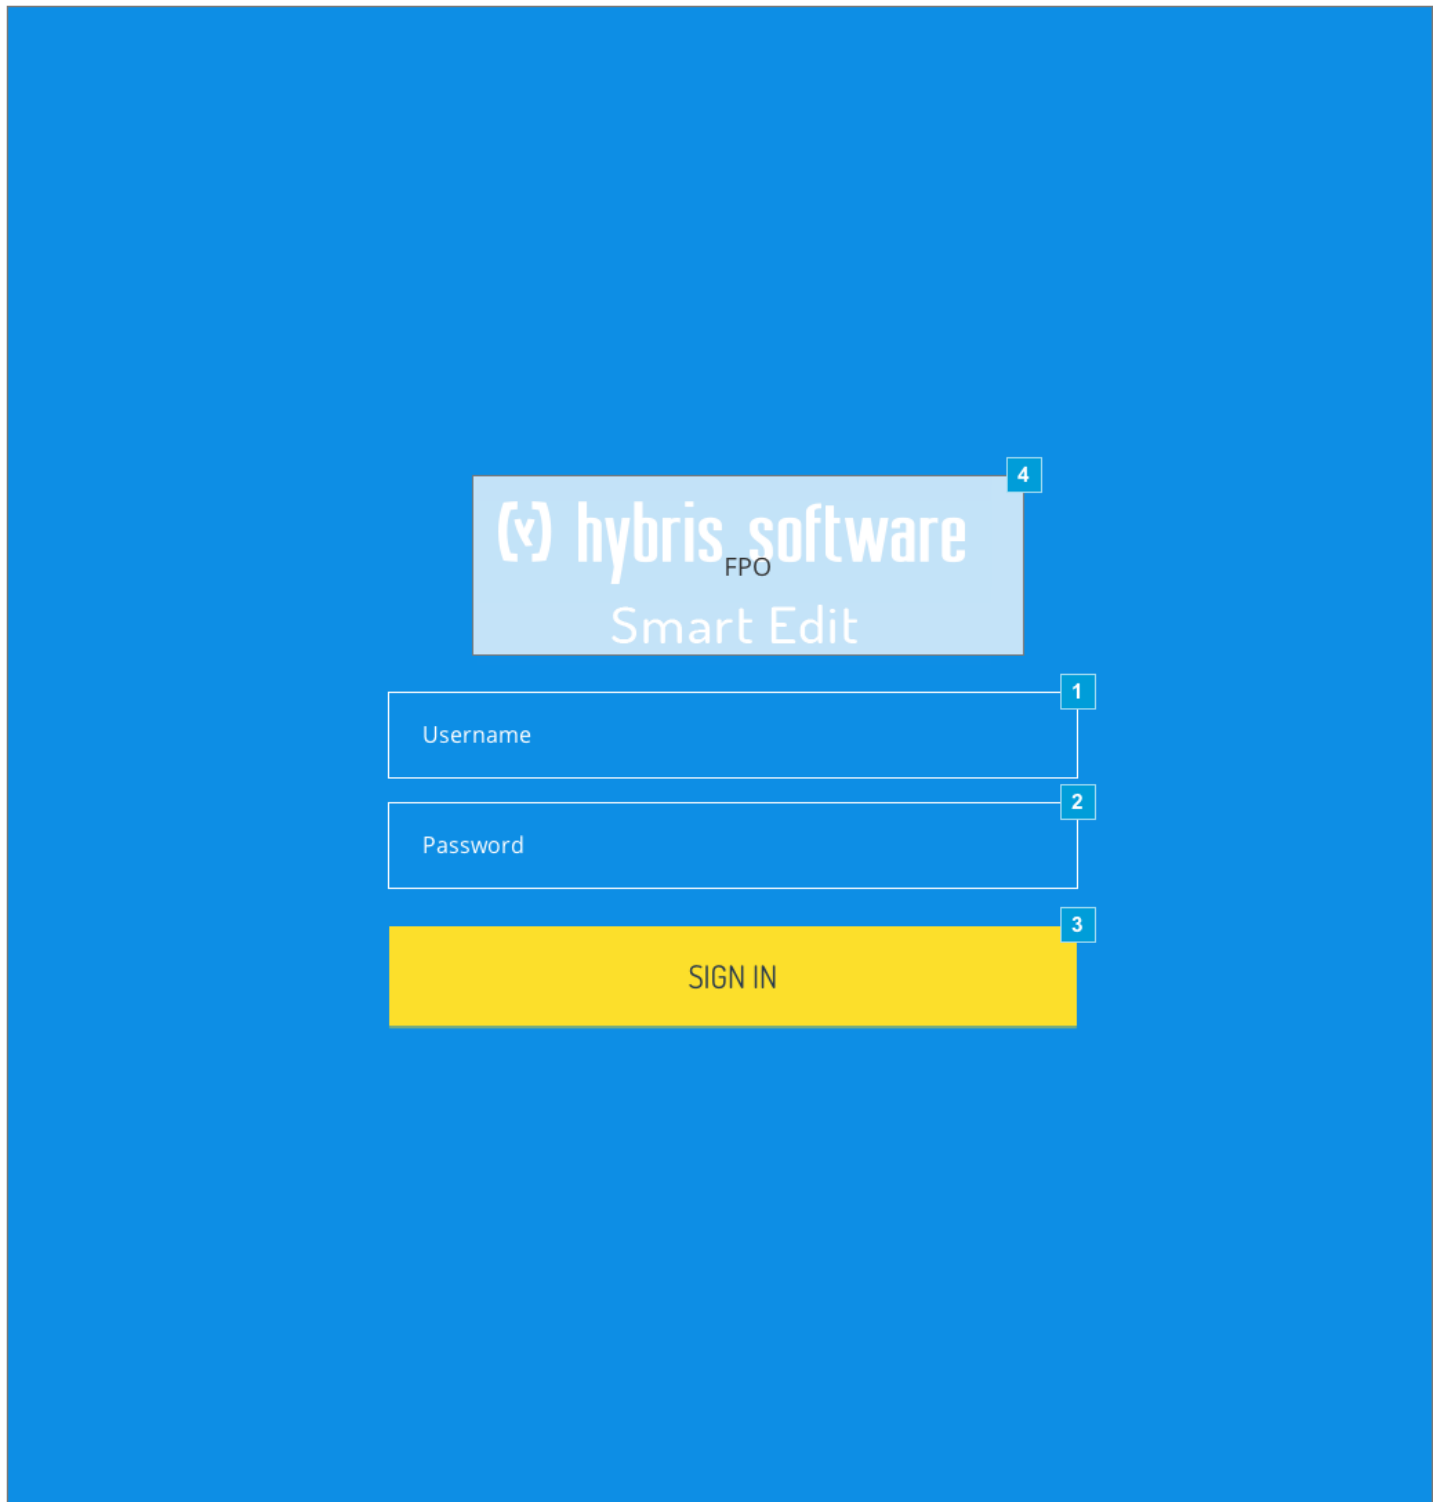 4
(y) hybris software
FPO
Smart Edit
1
Username
2
Password
3
SIGN IN